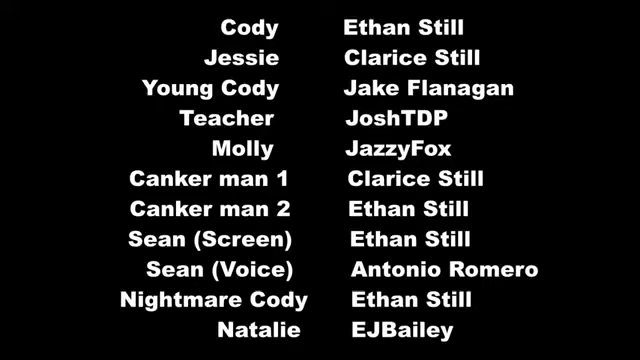 Cody Ethan Still
Jessie Clarice Still
Young Cody Jake Flanagan
Teacher JoshTDP
Molly JazzyFox
Canker man 1 Clarice Still
Canker man 2 Ethan Still
Sean (Screen) Ethan Still
Sean (Voice) Antonio Romero
Nightmare Cody Ethan Still
Natalie EJBailey